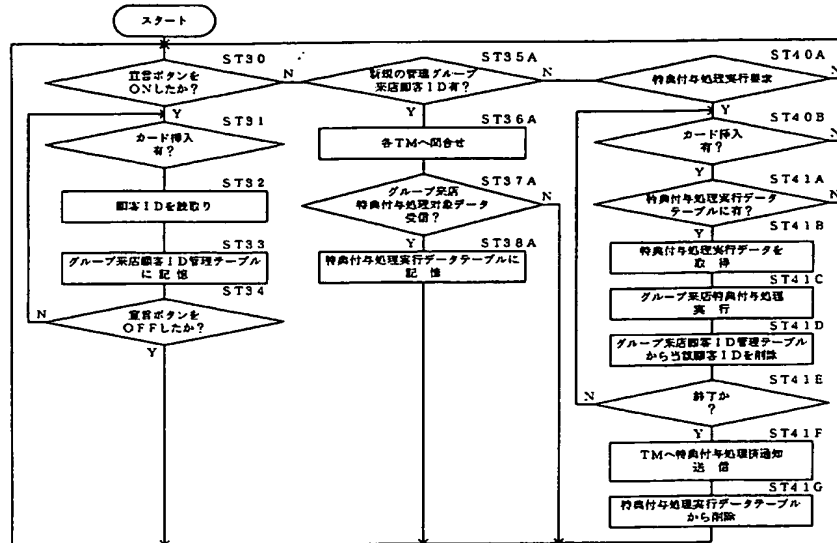 スタート
ST30
宣言ボタンを
ONしたか?
N
Y
ST31
カード挿入
有?
ST32
顧客IDを読取り
ST33
グループ来店顧客ID管理テーブル
に記憶
ST34
宣言ボタンを
OFFしたか?
N
Y
ST35A
新規の管理グループ
来店顧客ID有?
N
Y
ST36A
各TMへ問合せ
ST37A
グループ来店
特典付与処理対象データ
受信?
N
Y
ST38A
特典付与処理実行データテーブルに
記憶
ST40A
特典付与処理実行要求
N
Y
ST40B
カード挿入
有?
N
Y
ST41A
特典付与処理実行データ
テーブルに有?
N
Y
ST41B
特典付与処理実行データを
取得
ST41C
グループ来店特典付与処理
実行
ST41D
グループ来店顧客ID管理テーブル
から当該顧客IDを削除
ST41E
終了か
?
N
Y
ST41F
TMへ特典付与処理済通知
送信
ST41G
特典付与処理実行データテーブル
から削除